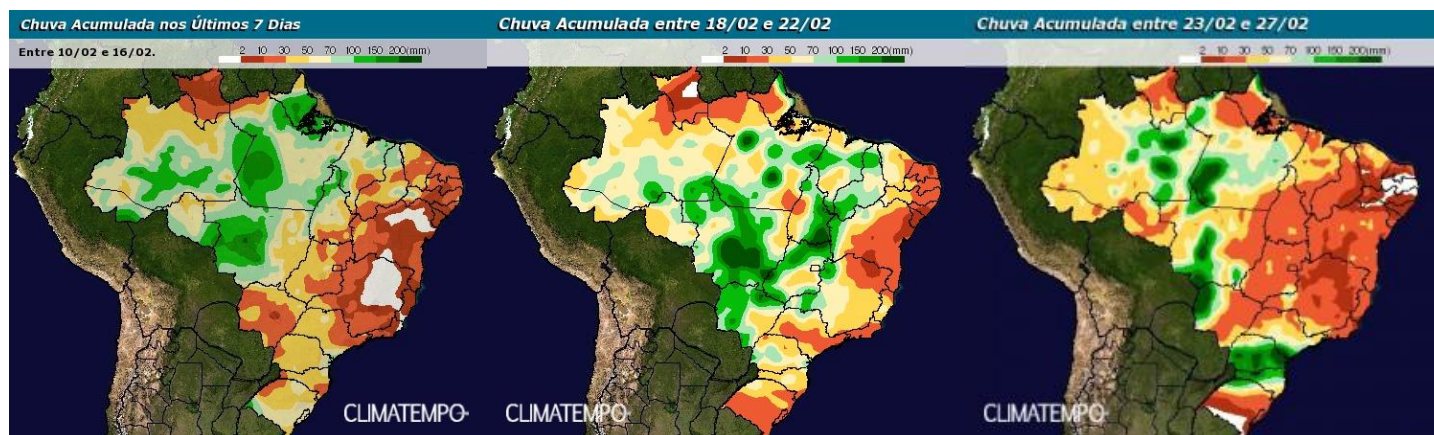 Chuva Acumulada nos Últimos 7 Dias
Entre 10/02 e 16/02.
2 10 30 50 70 100 150 200(mm)
CLIMATEMPO
Chuva Acumulada entre 18/02 e 22/02
2 10 30 50 70 100 150 200(mm)
CLIMATEMPO
Chuva Acumulada entre 23/02 e 27/02
2 10 30 50 70 100 150 200(mm)
CLIMATEMPO